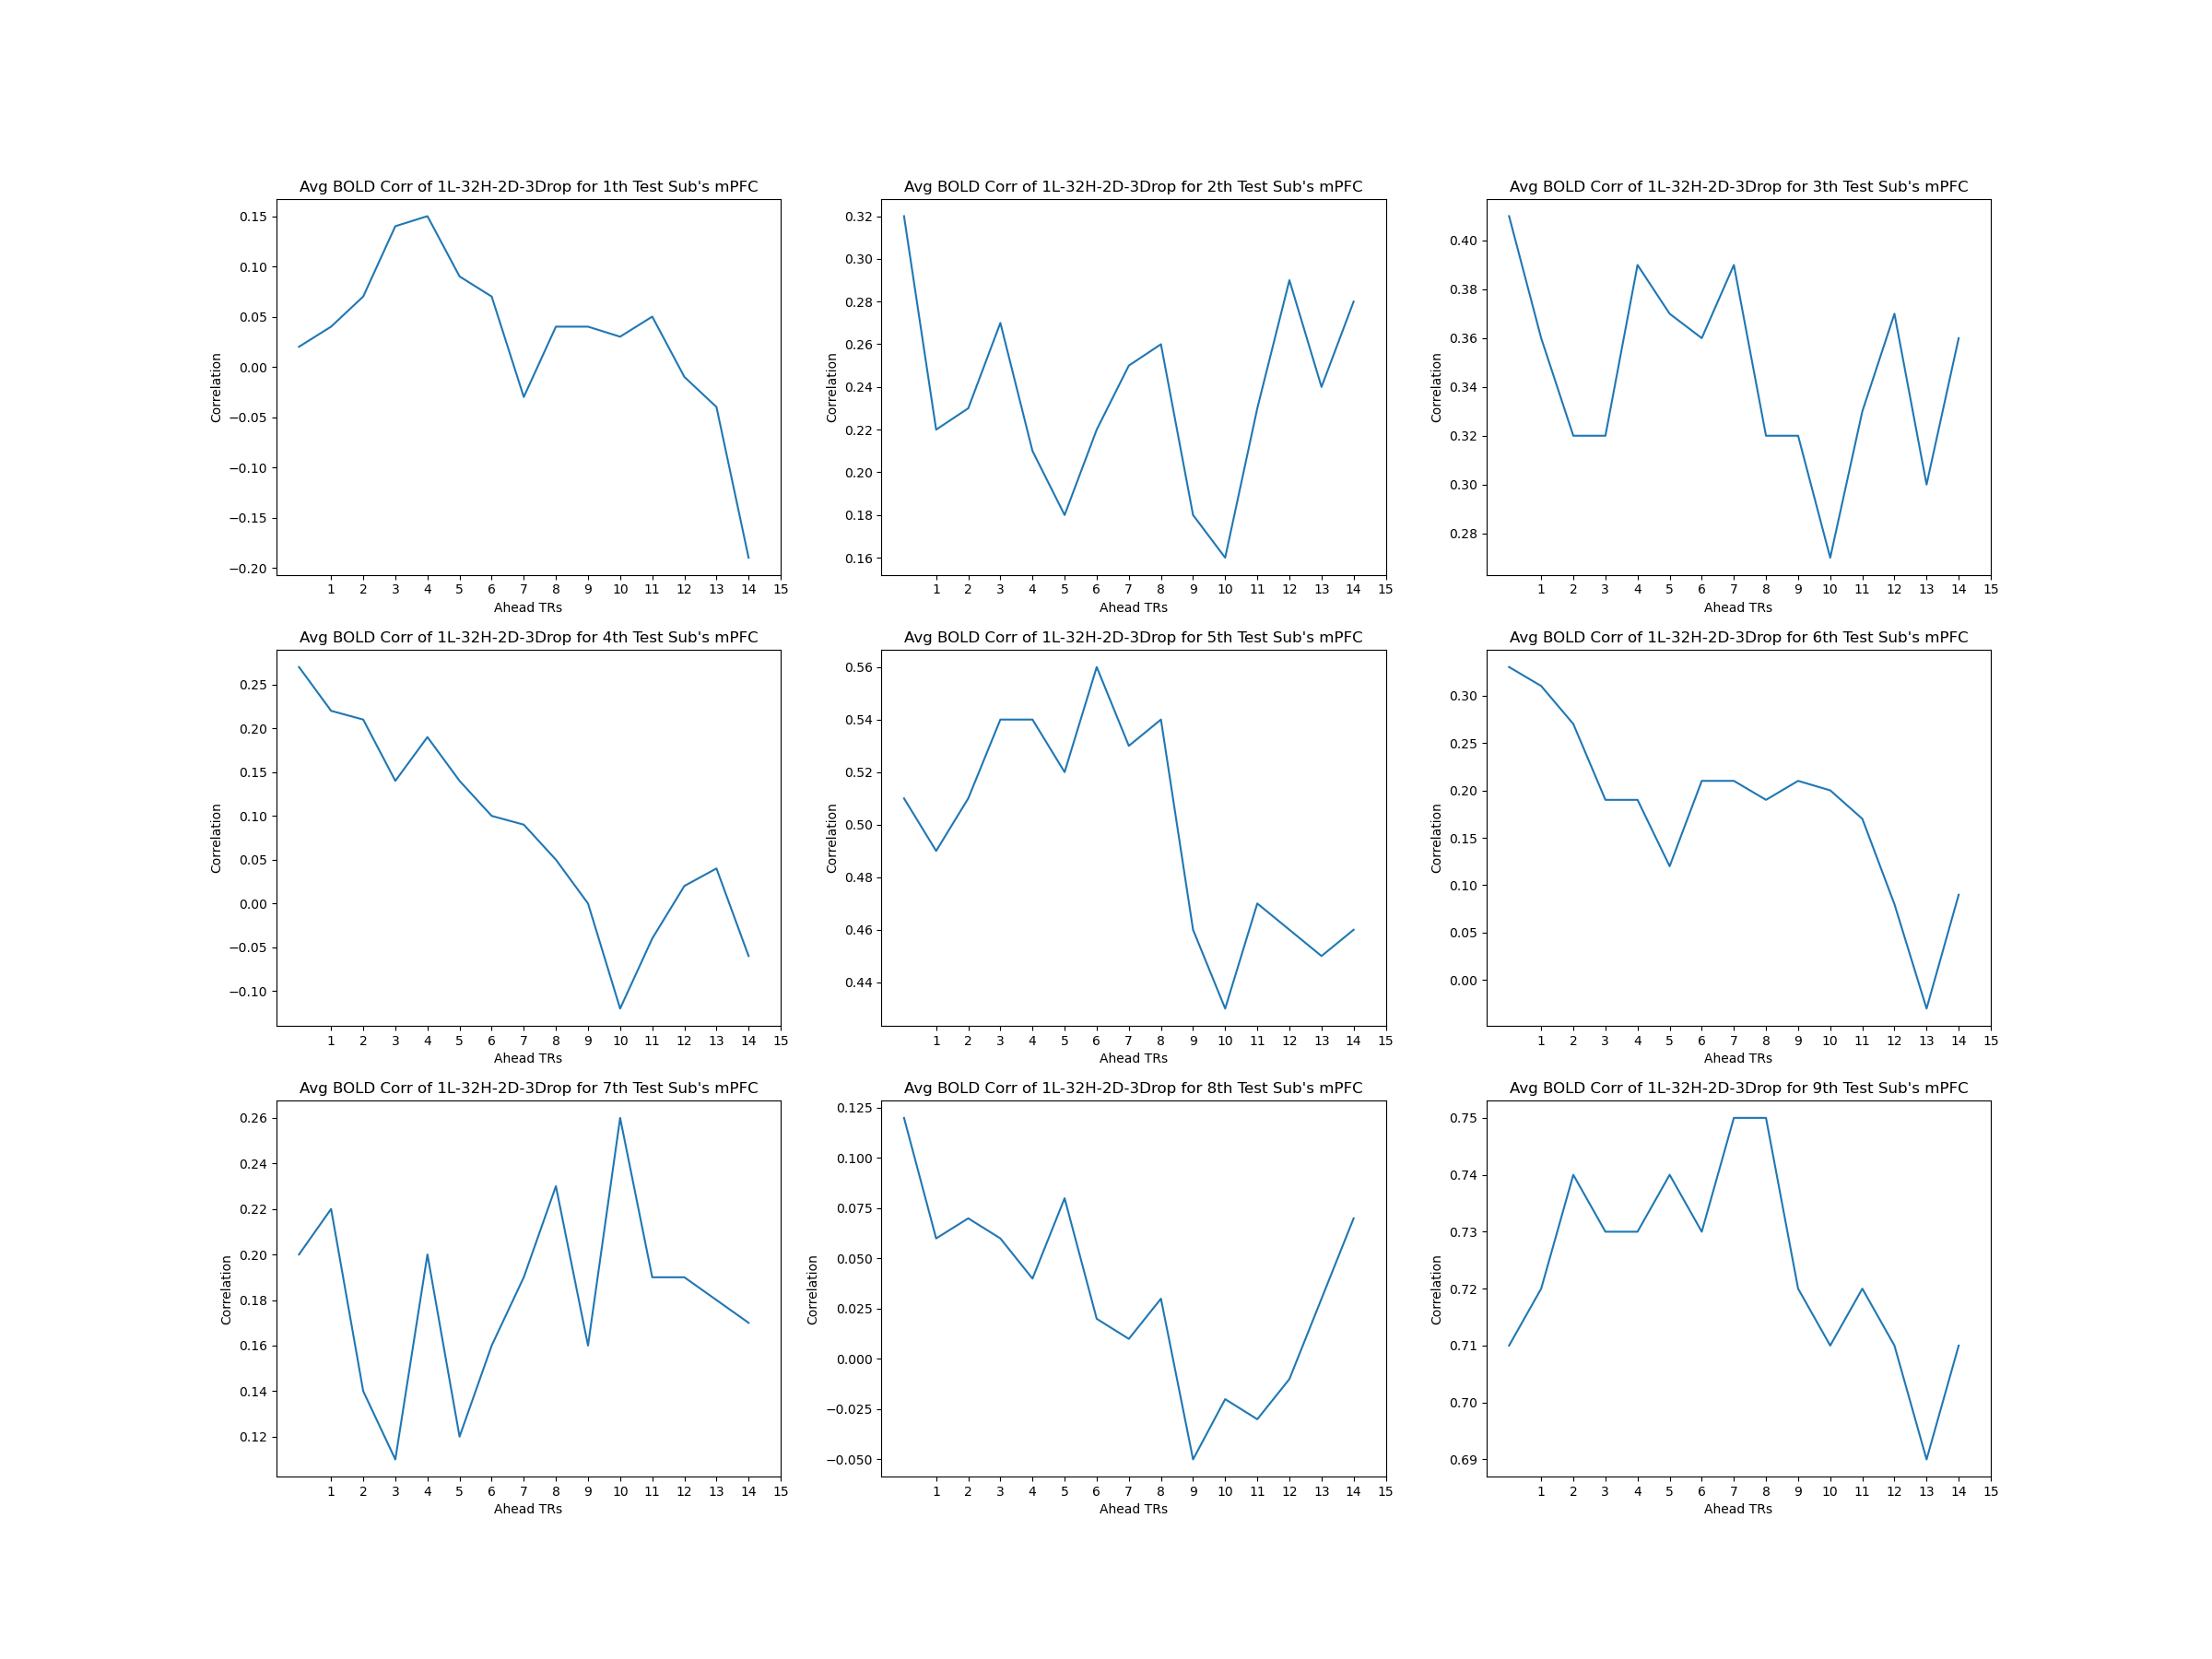 Avg BOLD Corr of 1L-32H-2D-3Drop for 1th Test Sub's mPFC
Correlation
0.15
0.10
0.05
0.00
−0.05
−0.10
−0.15
−0.20
1 2 3 4 5 6 7 8 9 10 11 12 13 14 15
Ahead TRs
Avg BOLD Corr of 1L-32H-2D-3Drop for 2th Test Sub's mPFC
Correlation
0.32
0.30
0.28
0.26
0.24
0.22
0.20
0.18
0.16
1 2 3 4 5 6 7 8 9 10 11 12 13 14 15
Ahead TRs
Avg BOLD Corr of 1L-32H-2D-3Drop for 3th Test Sub's mPFC
Correlation
0.40
0.38
0.36
0.34
0.32
0.30
0.28
1 2 3 4 5 6 7 8 9 10 11 12 13 14 15
Ahead TRs
Avg BOLD Corr of 1L-32H-2D-3Drop for 4th Test Sub's mPFC
Correlation
0.25
0.20
0.15
0.10
0.05
0.00
−0.05
−0.10
1 2 3 4 5 6 7 8 9 10 11 12 13 14 15
Ahead TRs
Avg BOLD Corr of 1L-32H-2D-3Drop for 5th Test Sub's mPFC
Correlation
0.56
0.54
0.52
0.50
0.48
0.46
0.44
1 2 3 4 5 6 7 8 9 10 11 12 13 14 15
Ahead TRs
Avg BOLD Corr of 1L-32H-2D-3Drop for 6th Test Sub's mPFC
Correlation
0.30
0.25
0.20
0.15
0.10
0.05
0.00
1 2 3 4 5 6 7 8 9 10 11 12 13 14 15
Ahead TRs
Avg BOLD Corr of 1L-32H-2D-3Drop for 7th Test Sub's mPFC
Correlation
0.26
0.24
0.22
0.20
0.18
0.16
0.14
0.12
1 2 3 4 5 6 7 8 9 10 11 12 13 14 15
Ahead TRs
Avg BOLD Corr of 1L-32H-2D-3Drop for 8th Test Sub's mPFC
Correlation
0.125
0.100
0.075
0.050
0.025
0.000
−0.025
−0.050
1 2 3 4 5 6 7 8 9 10 11 12 13 14 15
Ahead TRs
Avg BOLD Corr of 1L-32H-2D-3Drop for 9th Test Sub's mPFC
Correlation
0.75
0.74
0.73
0.72
0.71
0.70
0.69
1 2 3 4 5 6 7 8 9 10 11 12 13 14 15
Ahead TRs